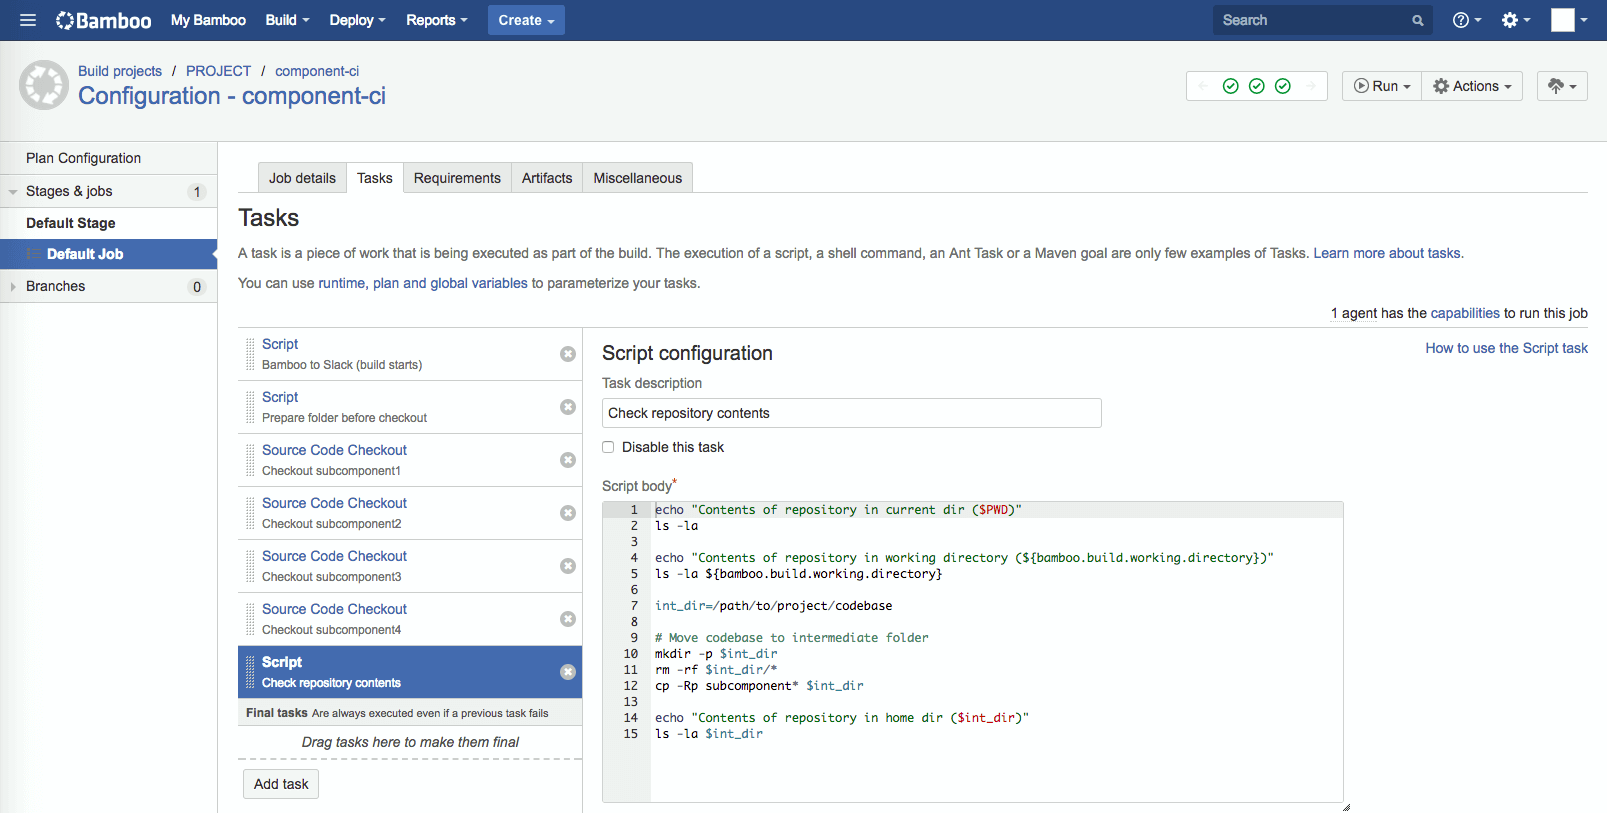 Bamboo My Bamboo Build Deploy Reports Create Search
Build projects / PROJECT / component-ci
Configuration - component-ci
Run Actions
Plan Configuration
Stages & jobs 1
Default Stage
Default Job
Branches 0
Job details Tasks Requirements Artifacts Miscellaneous
Tasks
A task is a piece of work that is being executed as part of the build. The execution of a script, a shell command, an Ant Task or a Maven goal are only few examples of Tasks. Learn more about tasks.
You can use runtime, plan and global variables to parameterize your tasks.
1 agent has the capabilities to run this job
Script
Bamboo to Slack (build starts)
Script
Prepare folder before checkout
Source Code Checkout
Checkout subcomponent1
Source Code Checkout
Checkout subcomponent2
Source Code Checkout
Checkout subcomponent3
Source Code Checkout
Checkout subcomponent4
Script
Check repository contents
Final tasks Are always executed even if a previous task fails
Drag tasks here to make them final
Add task
Script configuration
How to use the Script task
Task description
Check repository contents
Disable this task
Script body*
1 echo "Contents of repository in current dir ($PWD)"
2 ls -la
3
4 echo "Contents of repository in working directory (${bamboo.build.working.directory})"
5 ls -la ${bamboo.build.working.directory}
6
7 int_dir=/path/to/project/codebase
8
9 # Move codebase to intermediate folder
10 mkdir -p $int_dir
11 rm -rf $int_dir/*
12 cp -Rp subcomponent* $int_dir
13
14 echo "Contents of repository in home dir ($int_dir)"
15 ls -la $int_dir